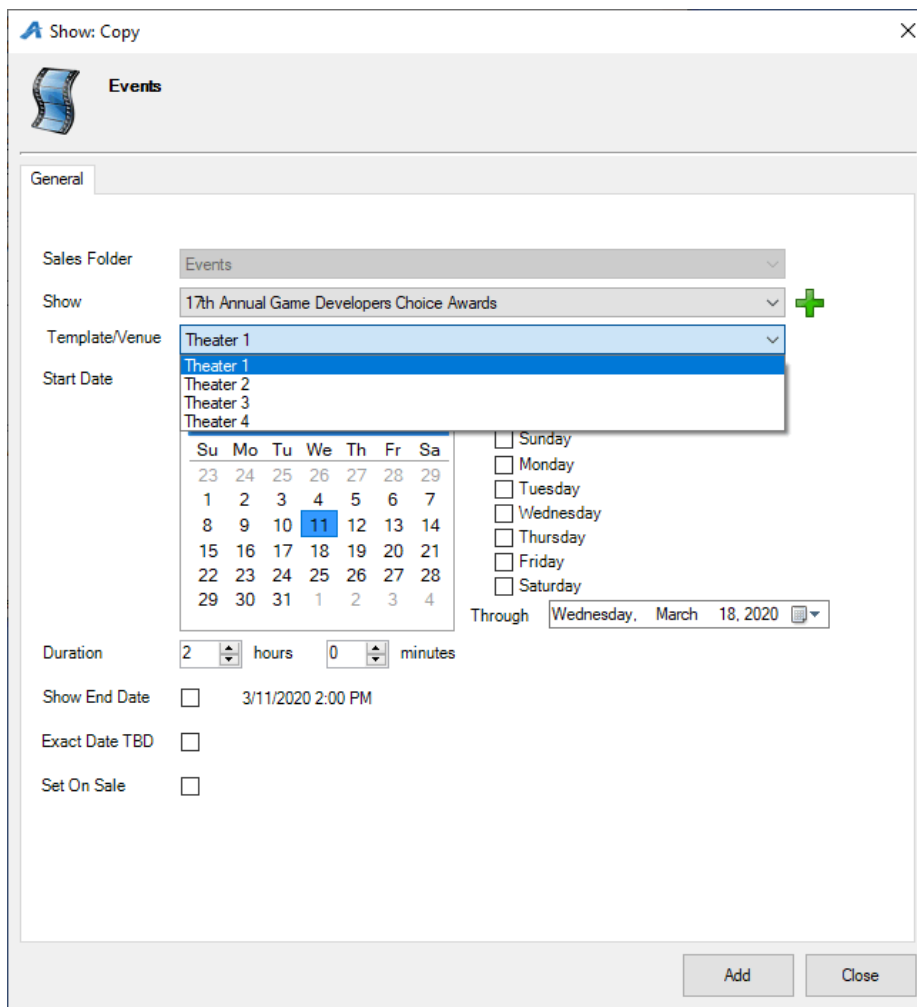 Show: Copy
Events
General
Sales Folder Events
Show 17th Annual Game Developers Choice Awards
Template/Venue Theater 1
Theater 1
Theater 2
Theater 3
Theater 4
Start Date
Su Mo Tu We Th Fr Sa
23 24 25 26 27 28 29
1 2 3 4 5 6 7
8 9 10 11 12 13 14
15 16 17 18 19 20 21
22 23 24 25 26 27 28
29 30 31 1 2 3 4
Sunday
Monday
Tuesday
Wednesday
Thursday
Friday
Saturday
Through Wednesday, March 18, 2020
Duration 2 hours 0 minutes
Show End Date 3/11/2020 2:00 PM
Exact Date TBD
Set On Sale
Add Close